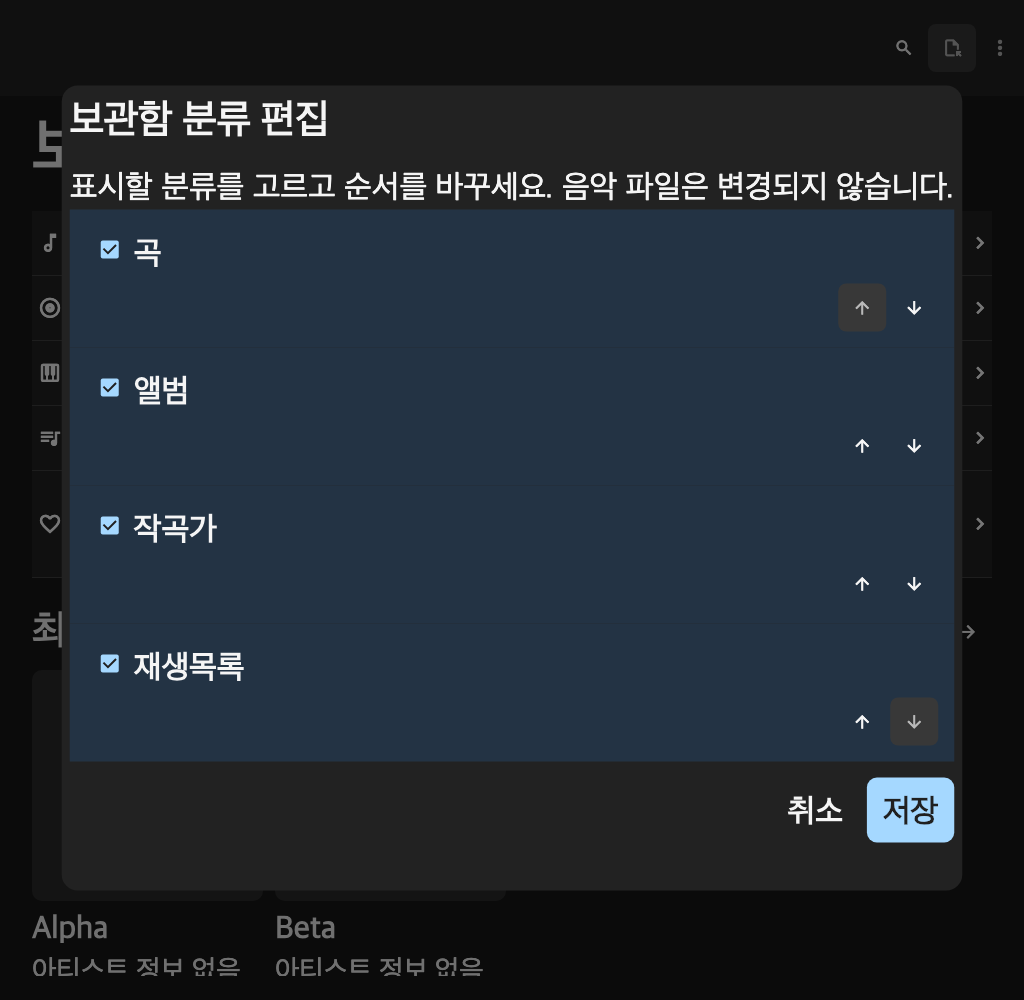 보관함 분류 편집
표시할 분류를 고르고 순서를 바꾸세요. 음악 파일은 변경되지 않습니다.
곡
앨범
작곡가
재생목록
취소
저장
Alpha
Beta
아티스트 정보 없음
아티스트 정보 없음